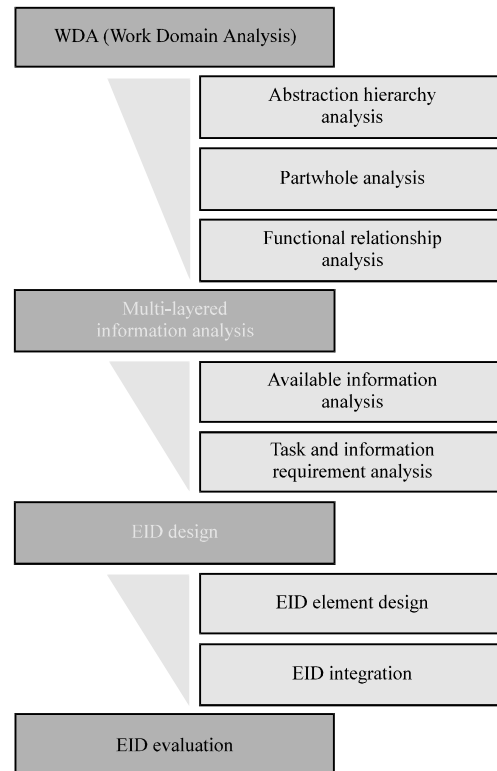 WDA (Work Domain Analysis)
Abstraction hierarchy
analysis
Partwhole analysis
Functional relationship
analysis
Multi-layered
information analysis
Available information
analysis
Task and information
requirement analysis
EID design
EID element design
EID integration
EID evaluation